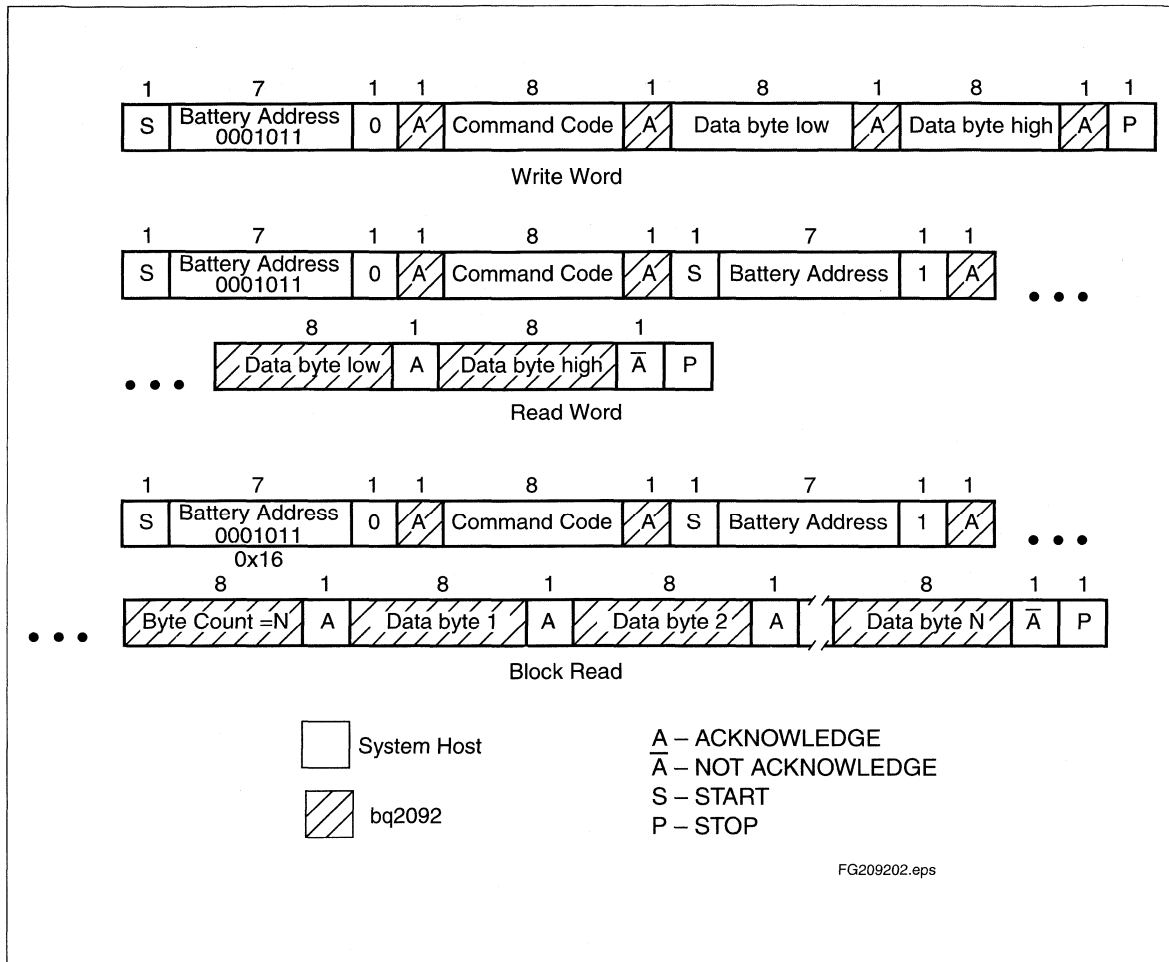 1 7 1 1 8 1 8 1 8 1 1
S Battery Address 0001011 0 A Command Code A Data byte low A Data byte high A P
Write Word
1 7 1 1 8 1 1 7 1 1
S Battery Address 0001011 0 A Command Code A S Battery Address 1 A • • •
8 1 8 1
• • • Data byte low A Data byte high A̅ P
Read Word
1 7 1 1 8 1 1 7 1 1
S Battery Address 0001011 0 A Command Code A S Battery Address 1 A • • •
0x16
8 1 8 1 8 1 8 1 1
• • • Byte Count =N A Data byte 1 A Data byte 2 A Data byte N A̅ P
Block Read
System Host
bq2092
A – ACKNOWLEDGE
A̅ – NOT ACKNOWLEDGE
S – START
P – STOP
FG209202.eps